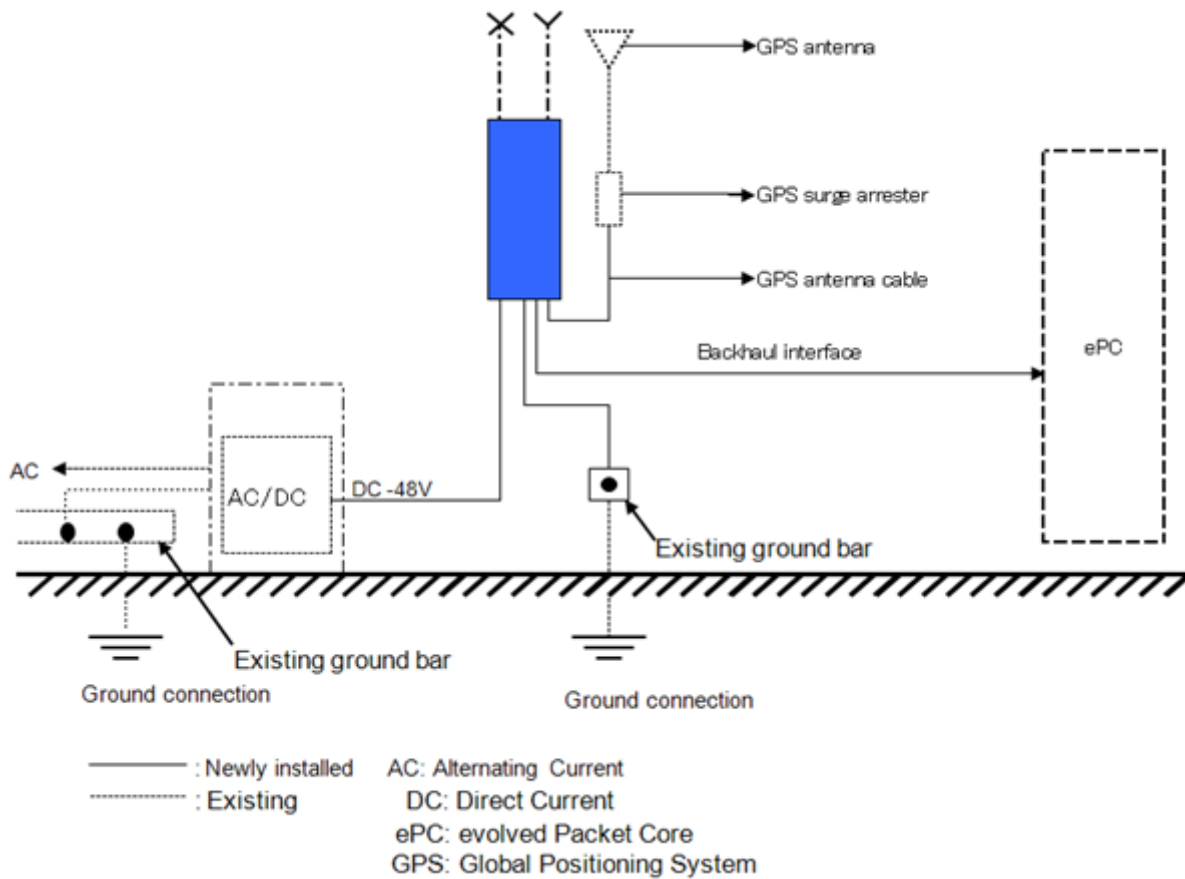 GPS antenna
GPS surge arrester
GPS antenna cable
Backhaul interface
ePC
AC
AC/DC
DC -48V
Existing ground bar
Existing ground bar
Ground connection
Ground connection
: Newly installed
AC: Alternating Current
: Existing
DC: Direct Current
ePC: evolved Packet Core
GPS: Global Positioning System